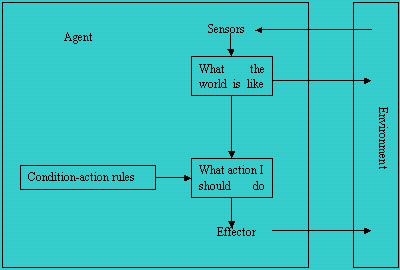 Sensors
Agent
What the
world is like
Environment
Condition-action rules
What action I
should do
Effector